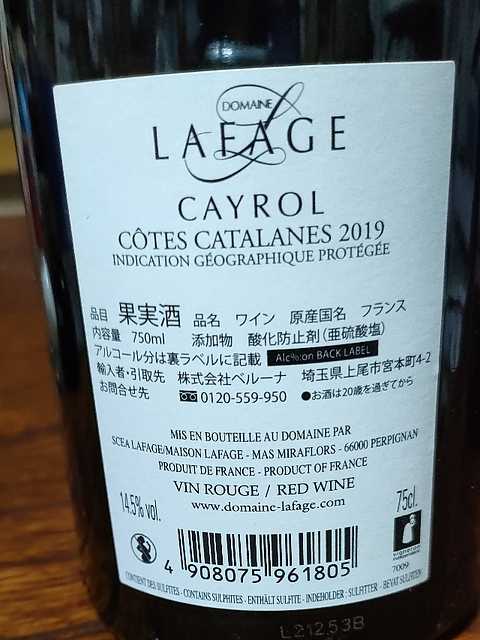 DOMAINE
LAFAGE
CAYROL
CÔTES CATALANES 2019
INDICATION GÉOGRAPHIQUE PROTÉGÉE
品目 果実酒 品名 ワイン 原産国名 フランス
内容量 750ml 添加物 酸化防止剤(亜硫酸塩)
アルコール分は裏ラベルに記載 Alc%:on BACK LABEL
輸入者・引取先 株式会社ベルーナ 埼玉県上尾市宮本町4-2
お問合せ先 0120-559-950 ●お酒は20歳を過ぎてから
MIS EN BOUTEILLE AU DOMAINE PAR
SCEA LAFAGE/MAISON LAFAGE - MAS MIRAFLORS - 66000 PERPIGNAN
PRODUIT DE FRANCE - PRODUCT OF FRANCE
VIN ROUGE / RED WINE
www.domaine-lafage.com
14.5% vol.
75cl.
vigneron
4 908075 961805
7009
CONTIENT DES SULFITES - CONTAINS SULPHITES - ENTHÄLT SULFITE - INDEHOLDER : SULFITTER - BEVAT SULFIETEN
L21253B